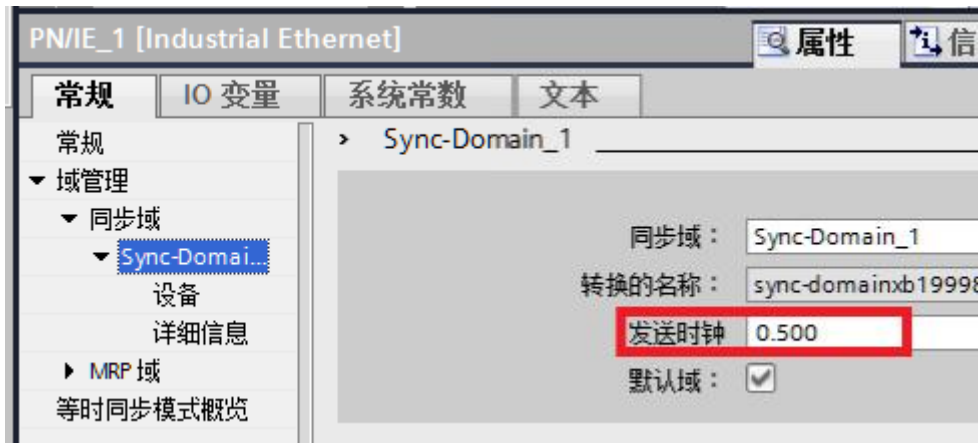 PN/IE_1 [Industrial Ethernet]
属性
信
常规
IO 变量
系统常数
文本
常规
域管理
同步域
Sync-Domai...
设备
详细信息
MRP 域
等时同步模式概览
Sync-Domain_1
同步域： Sync-Domain_1
转换的名称： sync-domainxb19998
发送时钟 0.500
默认域：